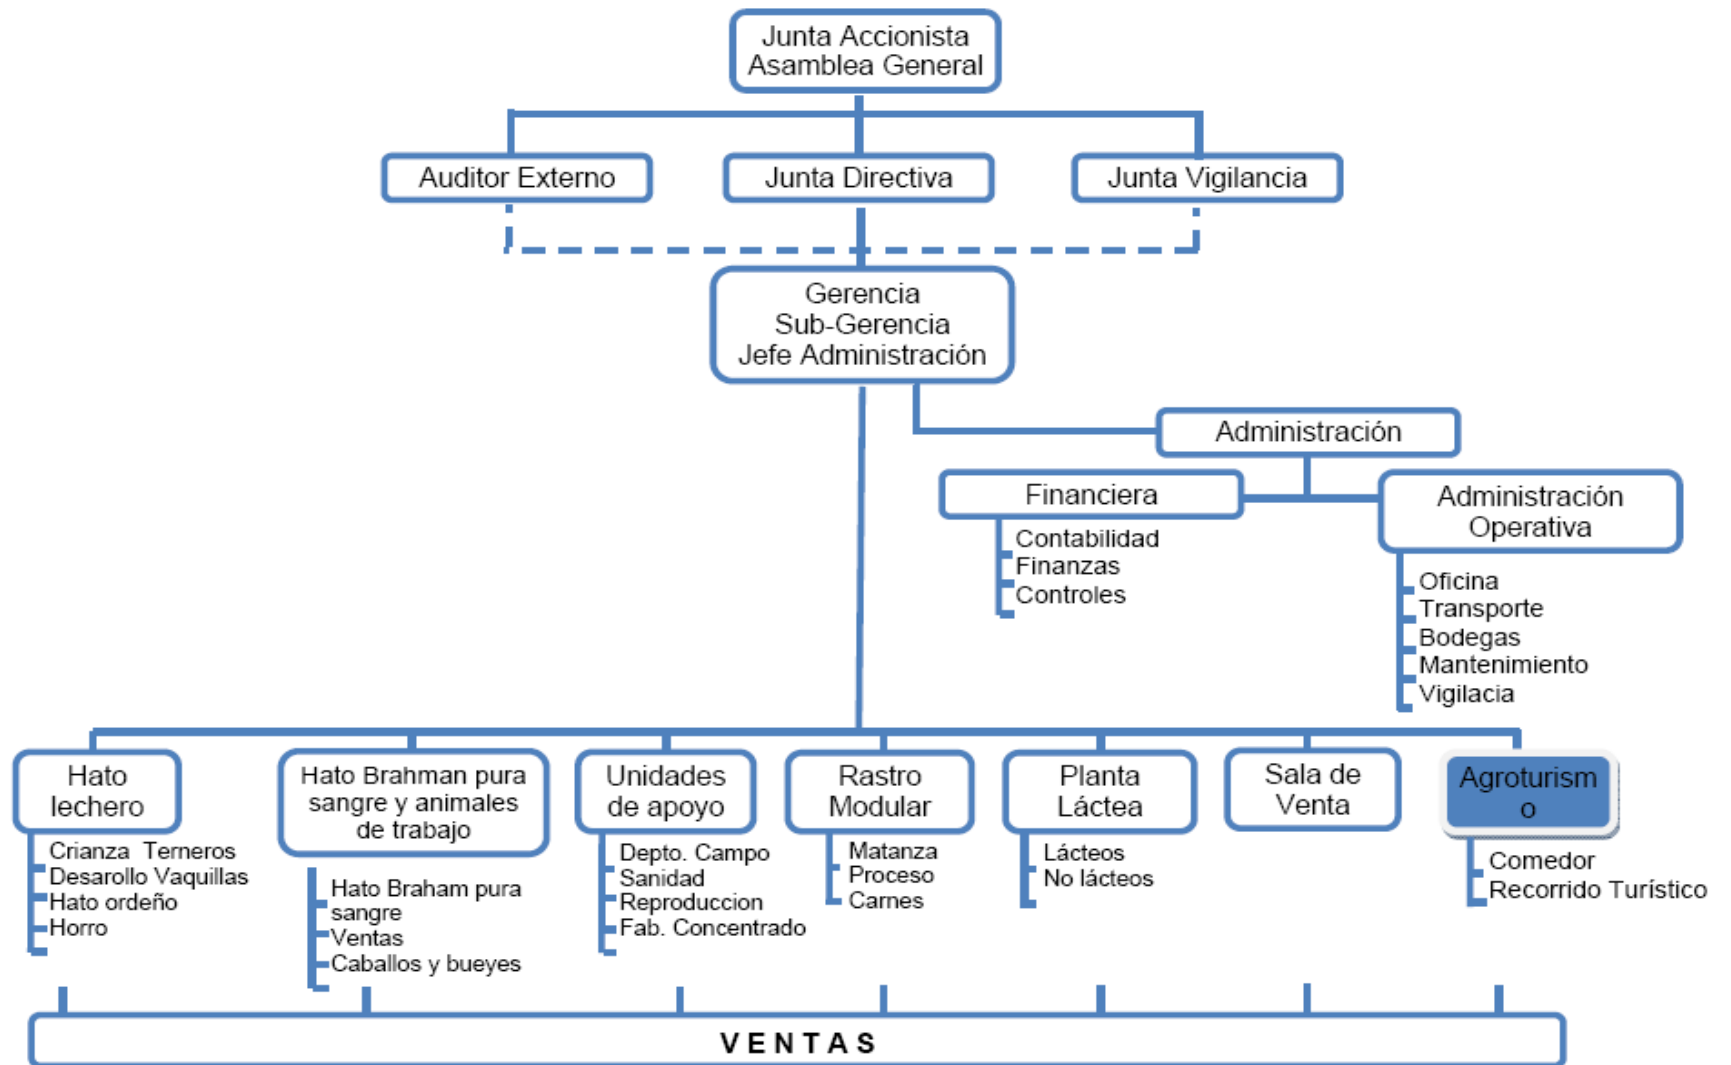 Junta Accionista
Asamblea General
Auditor Externo
Junta Directiva
Junta Vigilancia
Gerencia
Sub-Gerencia
Jefe Administración
Administración
Financiera
Contabilidad
Finanzas
Controles
Administración
Operativa
Oficina
Transporte
Bodegas
Mantenimiento
Vigilacia
Hato
lechero
Crianza Terneros
Desarollo Vaquillas
Hato ordeño
Horro
Hato Brahman pura
sangre y animales
de trabajo
Hato Braham pura
sangre
Ventas
Caballos y bueyes
Unidades
de apoyo
Depto. Campo
Sanidad
Reproduccion
Fab. Concentrado
Rastro
Modular
Matanza
Proceso
Carnes
Planta
Láctea
Lácteos
No lácteos
Sala de
Venta
Agroturism
o
Comedor
Recorrido Turístico
V E N T A S